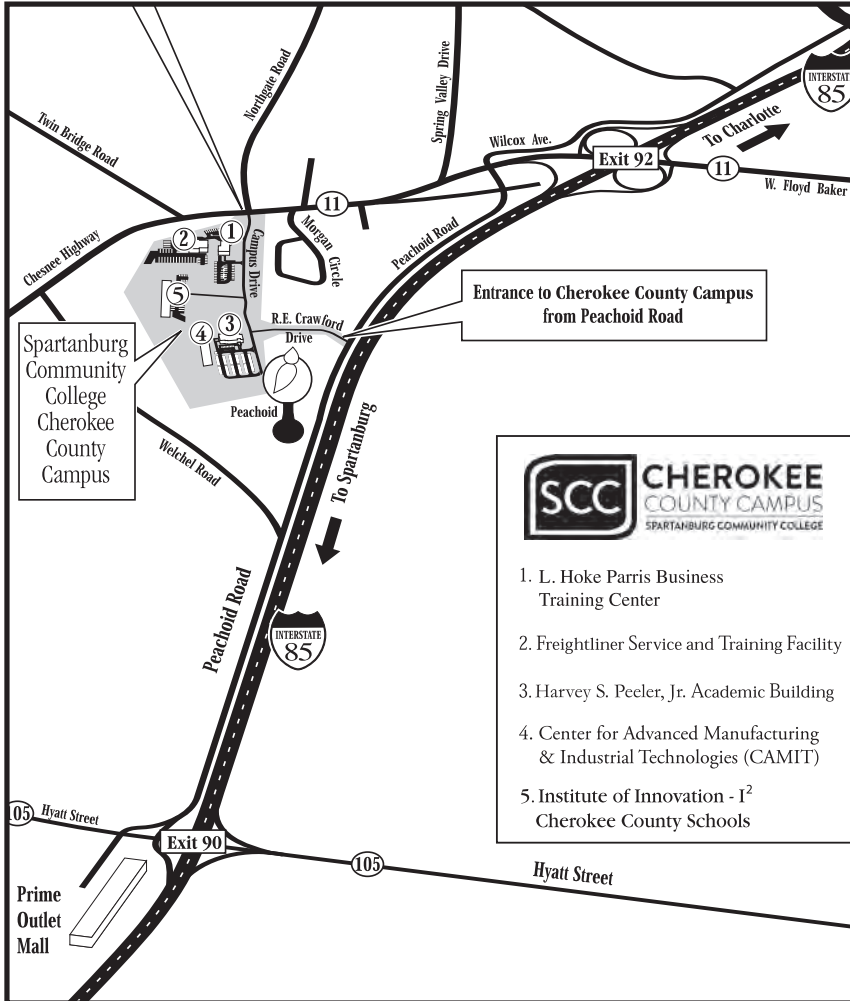 Northgate Road
Spring Valley Drive
INTERSTATE
85
To Charlotte
Twin Bridge Road
Wilcox Ave.
Exit 92
11
W. Floyd Baker
11
Chesnee Highway
1
2
Campus Drive
Morgan Circle
Peachoid Road
5
Entrance to Cherokee County Campus
from Peachoid Road
R.E. Crawford
Drive
3
4
Spartanburg
Community
College
Cherokee
County
Campus
Peachoid
To Spartanburg
Welchel Road
SCC
CHEROKEE
COUNTY CAMPUS
SPARTANBURG COMMUNITY COLLEGE
1. L. Hoke Parris Business
Training Center
2. Freightliner Service and Training Facility
3. Harvey S. Peeler, Jr. Academic Building
4. Center for Advanced Manufacturing
& Industrial Technologies (CAMIT)
5. Institute of Innovation - I²
Cherokee County Schools
Peachoid Road
INTERSTATE
85
105
Hyatt Street
Exit 90
105
Hyatt Street
Prime
Outlet
Mall